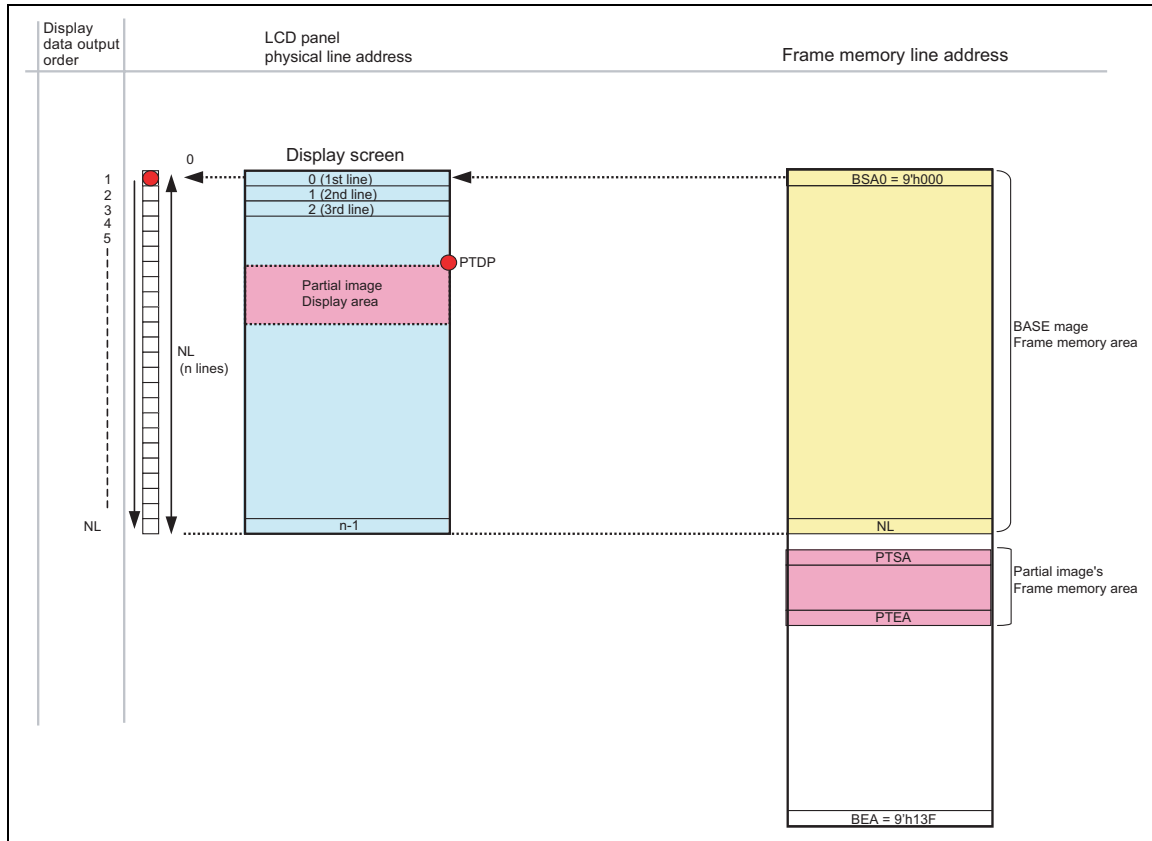 Display
data output
order
LCD panel
physical line address
Frame memory line address
0
Display screen
1
2
3
4
5
NL
NL
(n lines)
0 (1st line)
1 (2nd line)
2 (3rd line)
PTDP
Partial image
Display area
n-1
BSA0 = 9'h000
BASE mage
Frame memory area
NL
PTSA
Partial image's
Frame memory area
PTEA
BEA = 9'h13F